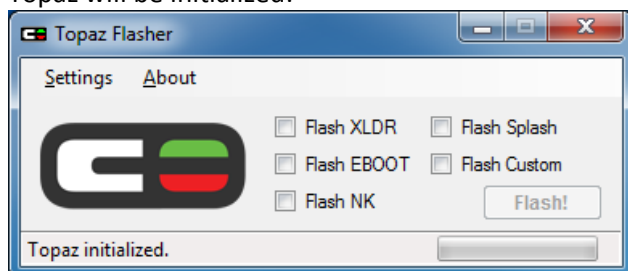 Topaz will be initialized.
Topaz Flasher
Settings About
Flash XLDR Flash Splash
Flash EBOOT Flash Custom
Flash NK Flash!
Topaz initialized.